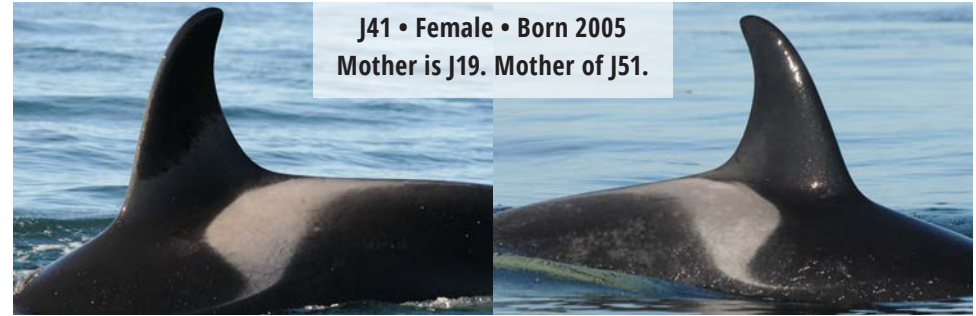 J41 • Female • Born 2005
Mother is J19. Mother of J51.